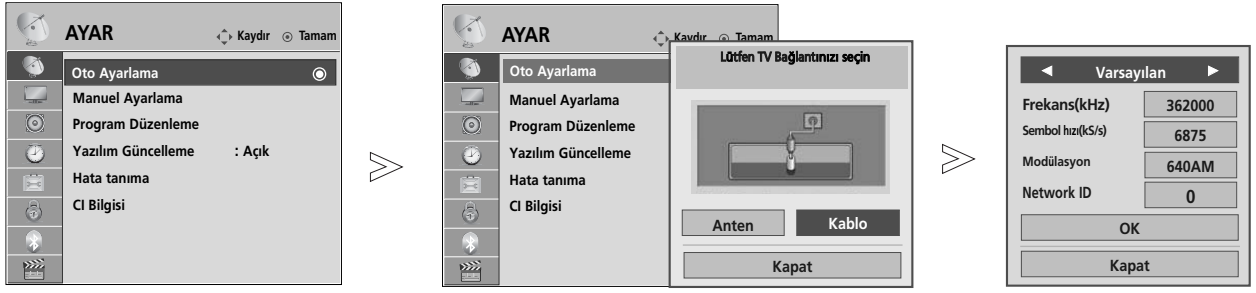 AYAR Kaydır Tamam
Oto Ayarlama
Manuel Ayarlama
Program Düzenleme
Yazılım Güncelleme : Açık
Hata tanıma
CI Bilgisi
AYAR Kaydır Tamam
Oto Ayarlama
Manuel Ayarlama
Program Düzenleme
Yazılım Güncelleme
Hata tanıma
CI Bilgisi
Lütfen TV Bağlantınızı seçin
Anten Kablo
Kapat
Varsayılan
Frekans(kHz) 362000
Sembol hızı(kS/s) 6875
Modülasyon 640AM
Network ID 0
OK
Kapat